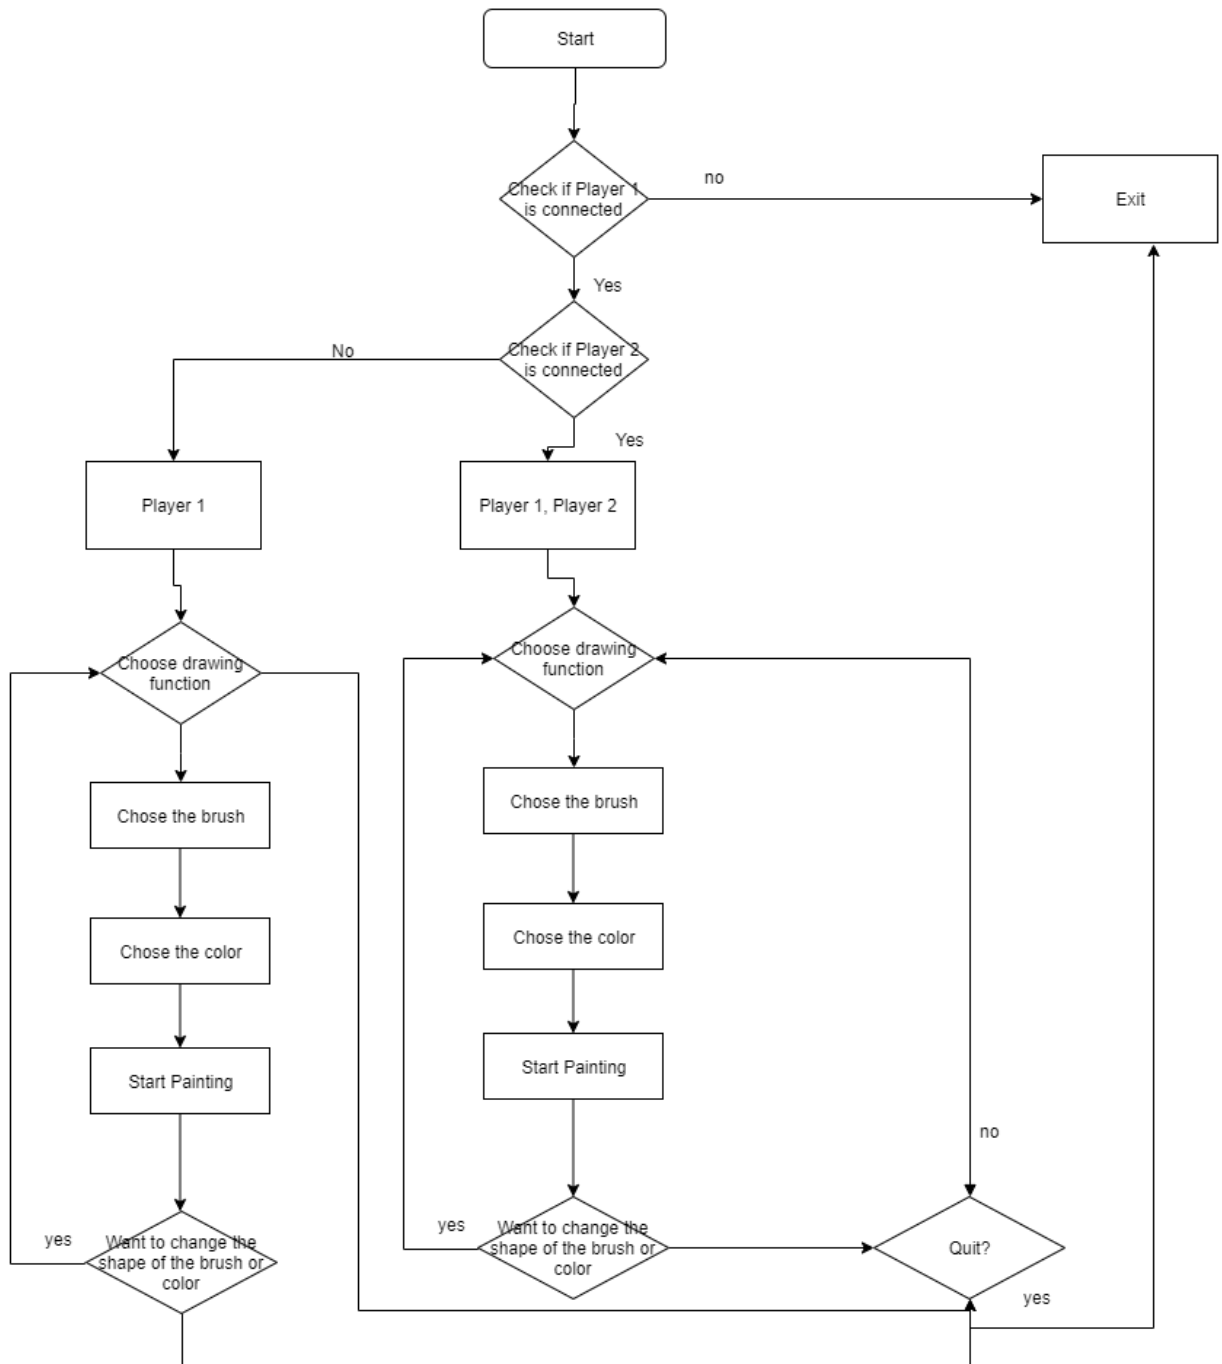 Start
Check if Player 1
is connected
no
Exit
Yes
Check if Player 2
is connected
No
Yes
Player 1
Player 1, Player 2
Choose drawing
function
Choose drawing
function
Chose the brush
Chose the brush
Chose the color
Chose the color
Start Painting
Start Painting
no
yes
Want to change the
shape of the brush or
color
yes
Want to change the
shape of the brush or
color
Quit?
yes